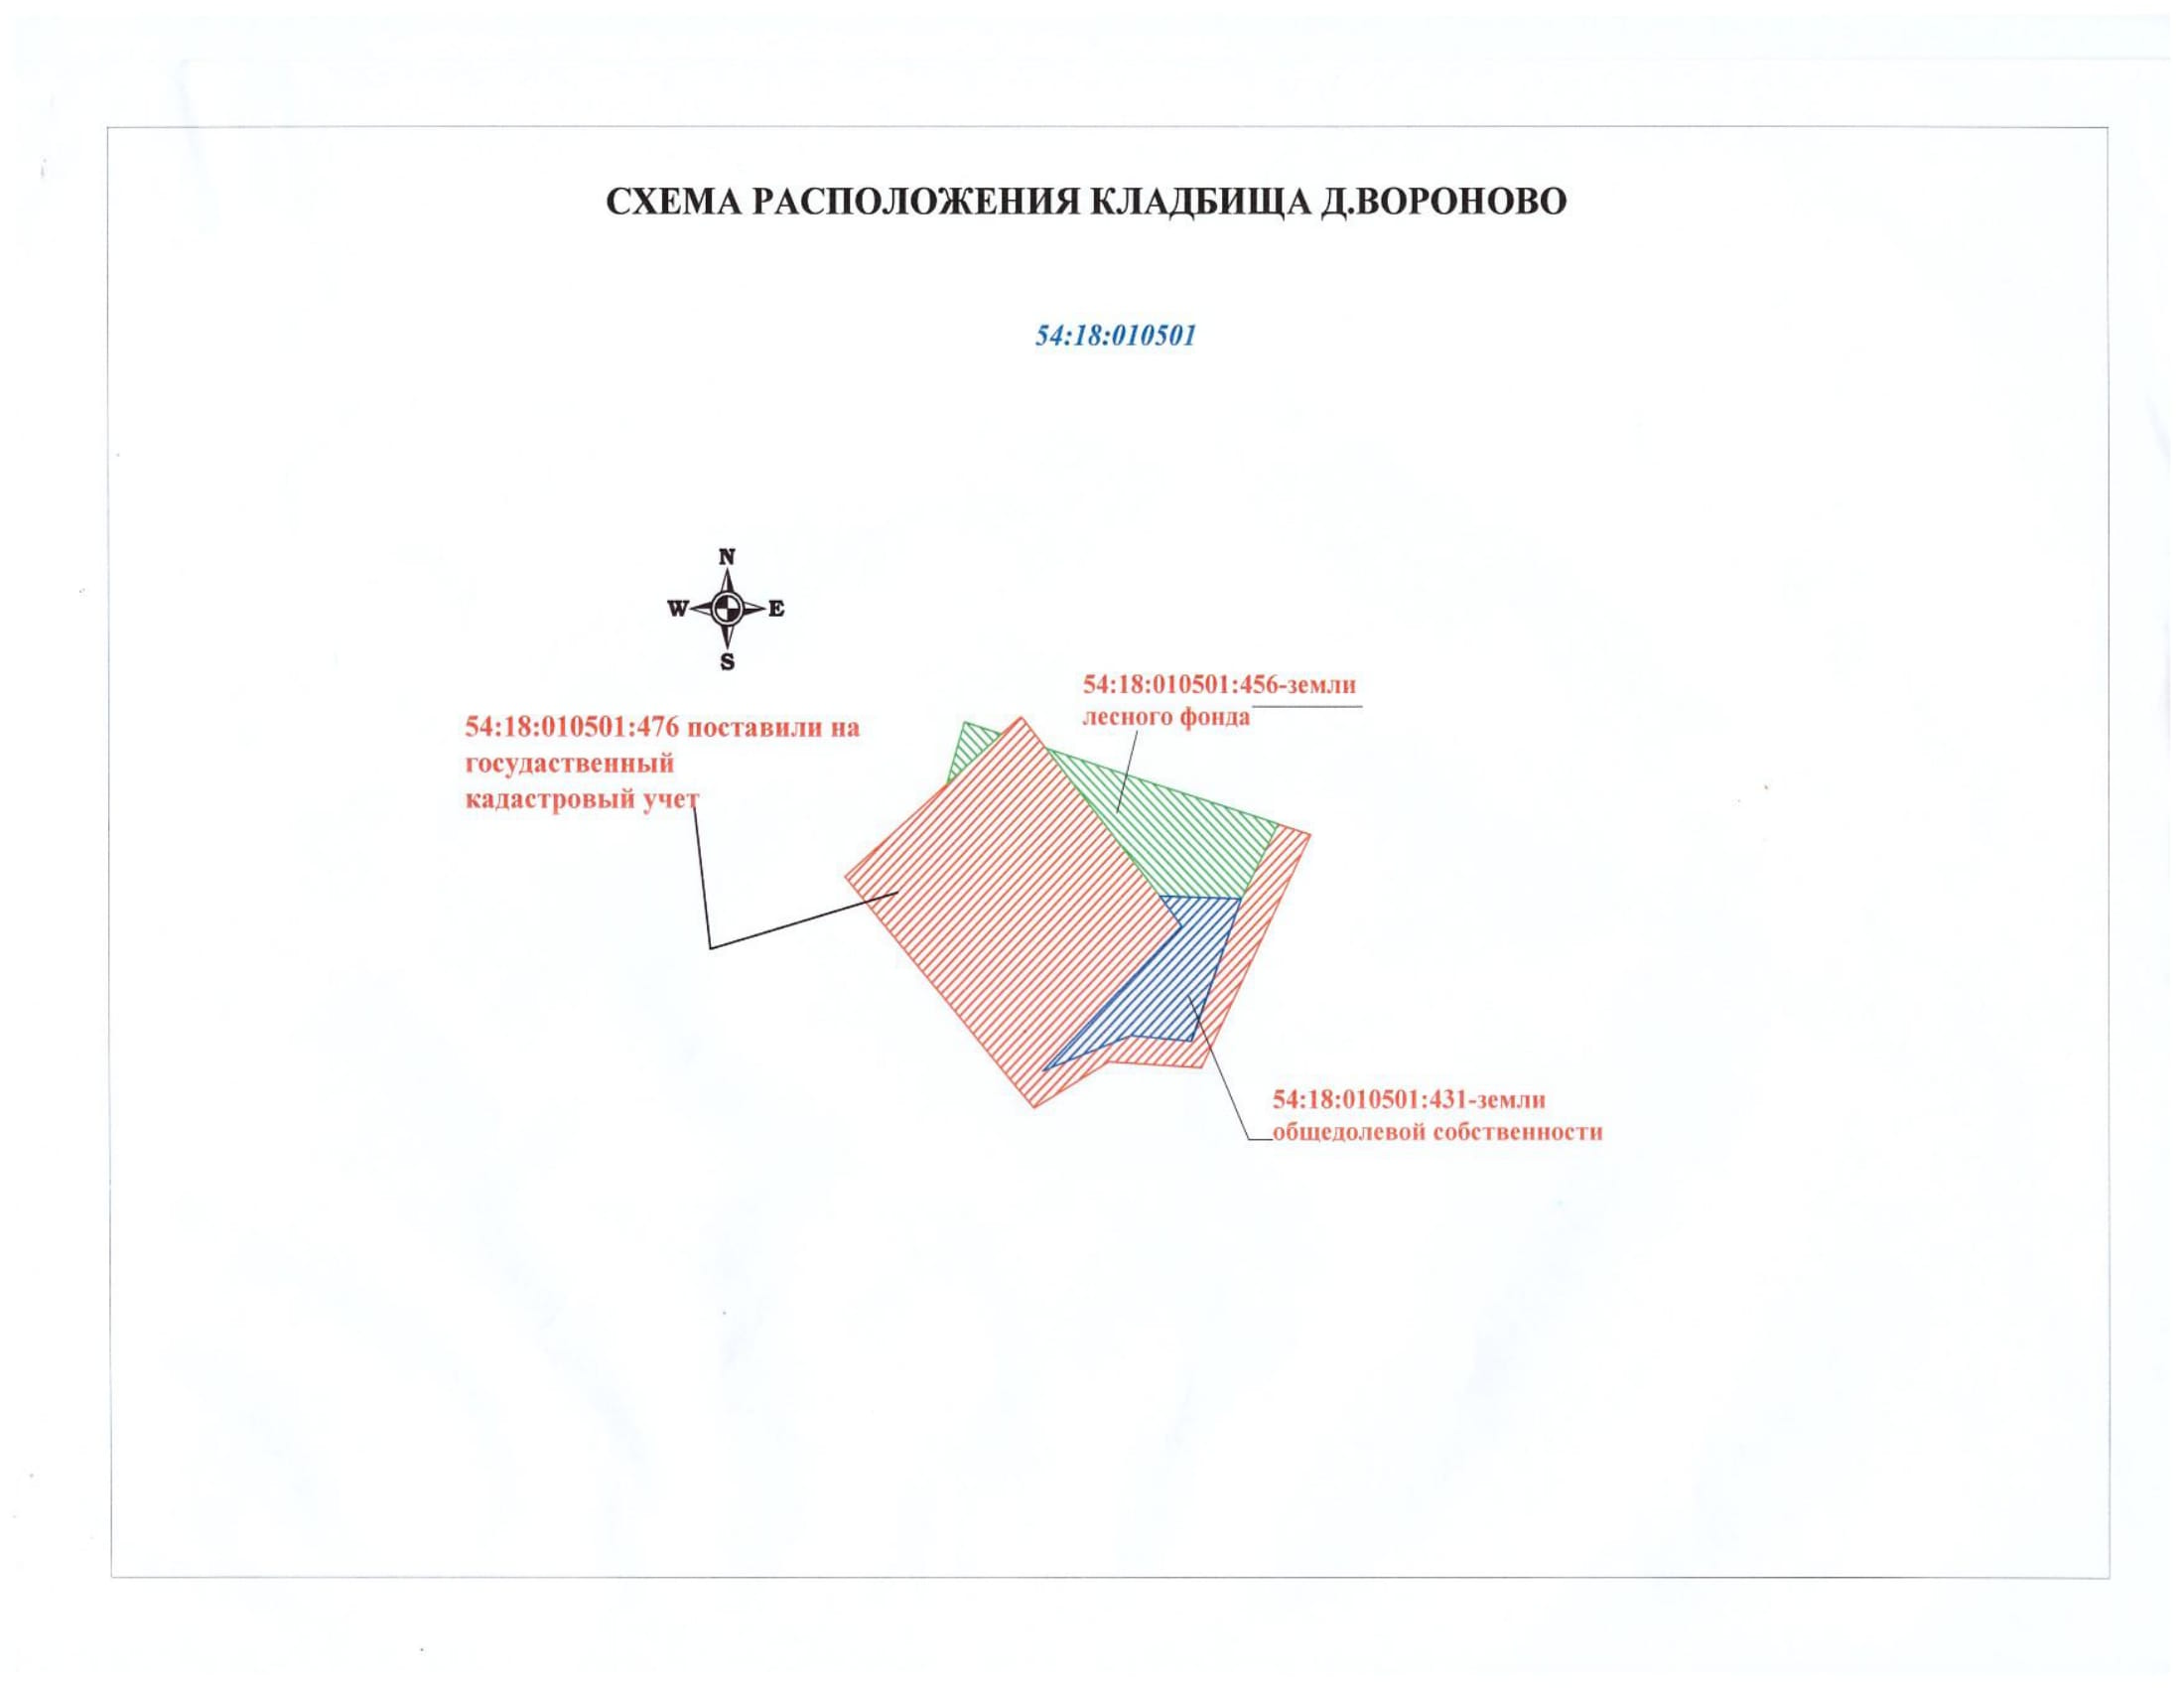 СХЕМА РАСПОЛОЖЕНИЯ КЛАДБИЩА Д.ВОРОНОВО
54:18:010501
N
W E
S
54:18:010501:456-земли
лесного фонда
54:18:010501:476 поставили на
госудаственный
кадастровый учет
54:18:010501:431-земли
общедолевой собственности